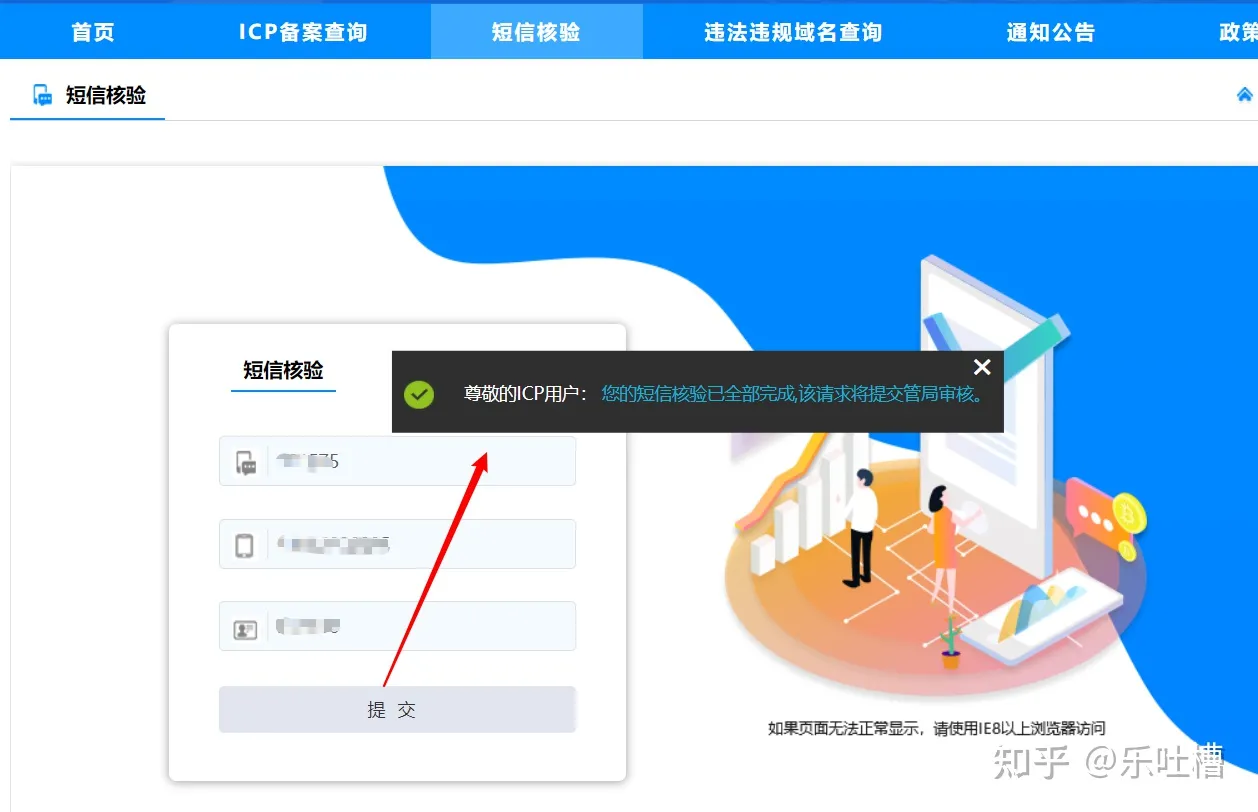 首页 ICP备案查询 短信核验 违法违规域名查询 通知公告 政策
短信核验
短信核验
尊敬的ICP用户： 您的短信核验已全部完成,该请求将提交管局审核。
提 交
如果页面无法正常显示，请使用IE8以上浏览器访问
知乎 @乐吐槽